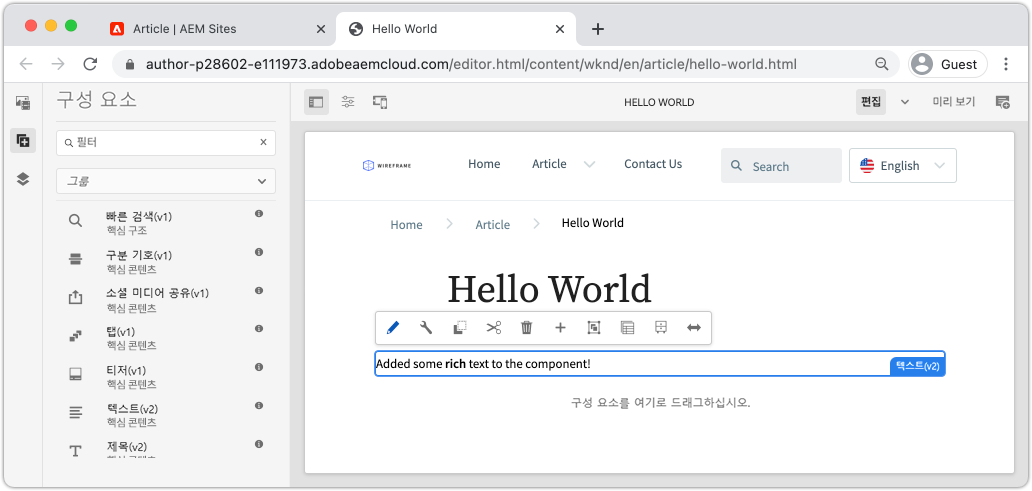 Article | AEM Sites
Hello World
author-p28602-e111973.adobeaemcloud.com/editor.html/content/wknd/en/article/hello-world.html
Guest
구성 요소
HELLO WORLD
편집
미리 보기
필터
그룹
빠른 검색(v1)
핵심 구조
구분 기호(v1)
핵심 콘텐츠
소셜 미디어 공유(v1)
핵심 콘텐츠
탭(v1)
핵심 콘텐츠
티저(v1)
핵심 콘텐츠
텍스트(v2)
핵심 콘텐츠
제목(v2)
핵심 콘텐츠
WIREFRAME
Home
Article
Contact Us
Search
English
Home
Article
Hello World
Hello World
Added some rich text to the component!
텍스트(v2)
구성 요소를 여기로 드래그하십시오.